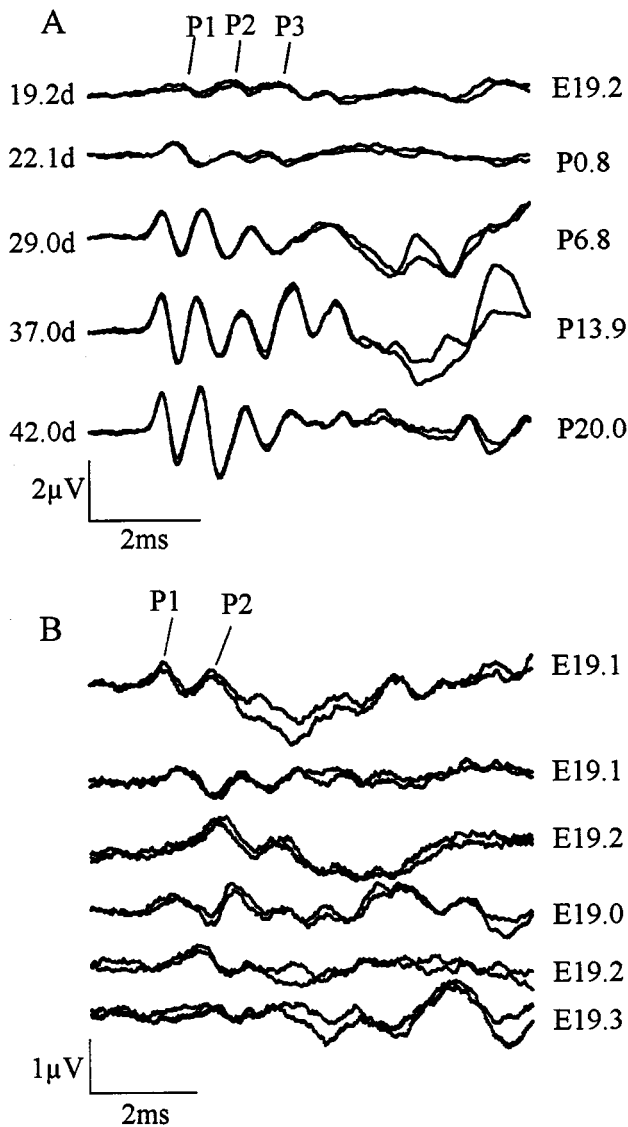 A
P1 P2 P3
19.2d E19.2
22.1d P0.8
29.0d P6.8
37.0d P13.9
42.0d P20.0
2µV
2ms
B
P1 P2
E19.1
E19.1
E19.2
E19.0
E19.2
E19.3
1µV
2ms